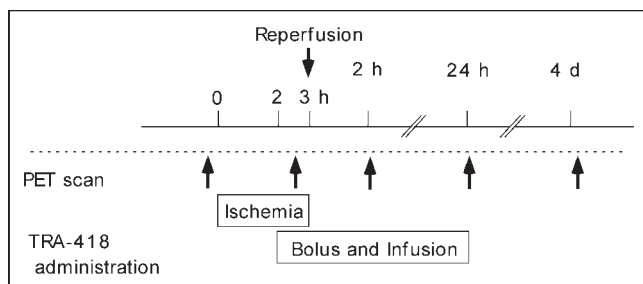 Reperfusion
2 h
24 h
4 d
0
2
3 h
PET scan
Ischemia
TRA-418
administration
Bolus and Infusion